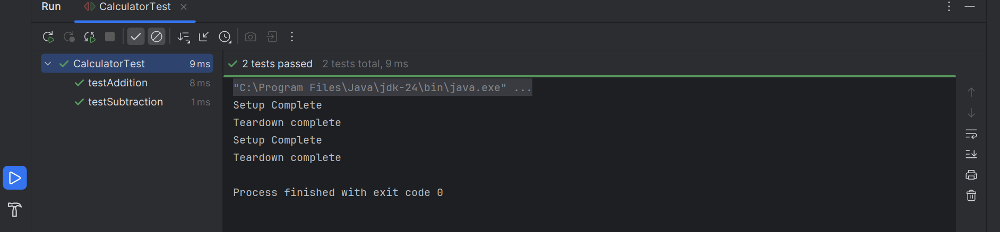 Run CalculatorTest
CalculatorTest 9 ms
testAddition 8 ms
testSubtraction 1 ms
2 tests passed 2 tests total, 9 ms
"C:\Program Files\Java\jdk-24\bin\java.exe" ...
Setup Complete
Teardown complete
Setup Complete
Teardown complete
Process finished with exit code 0